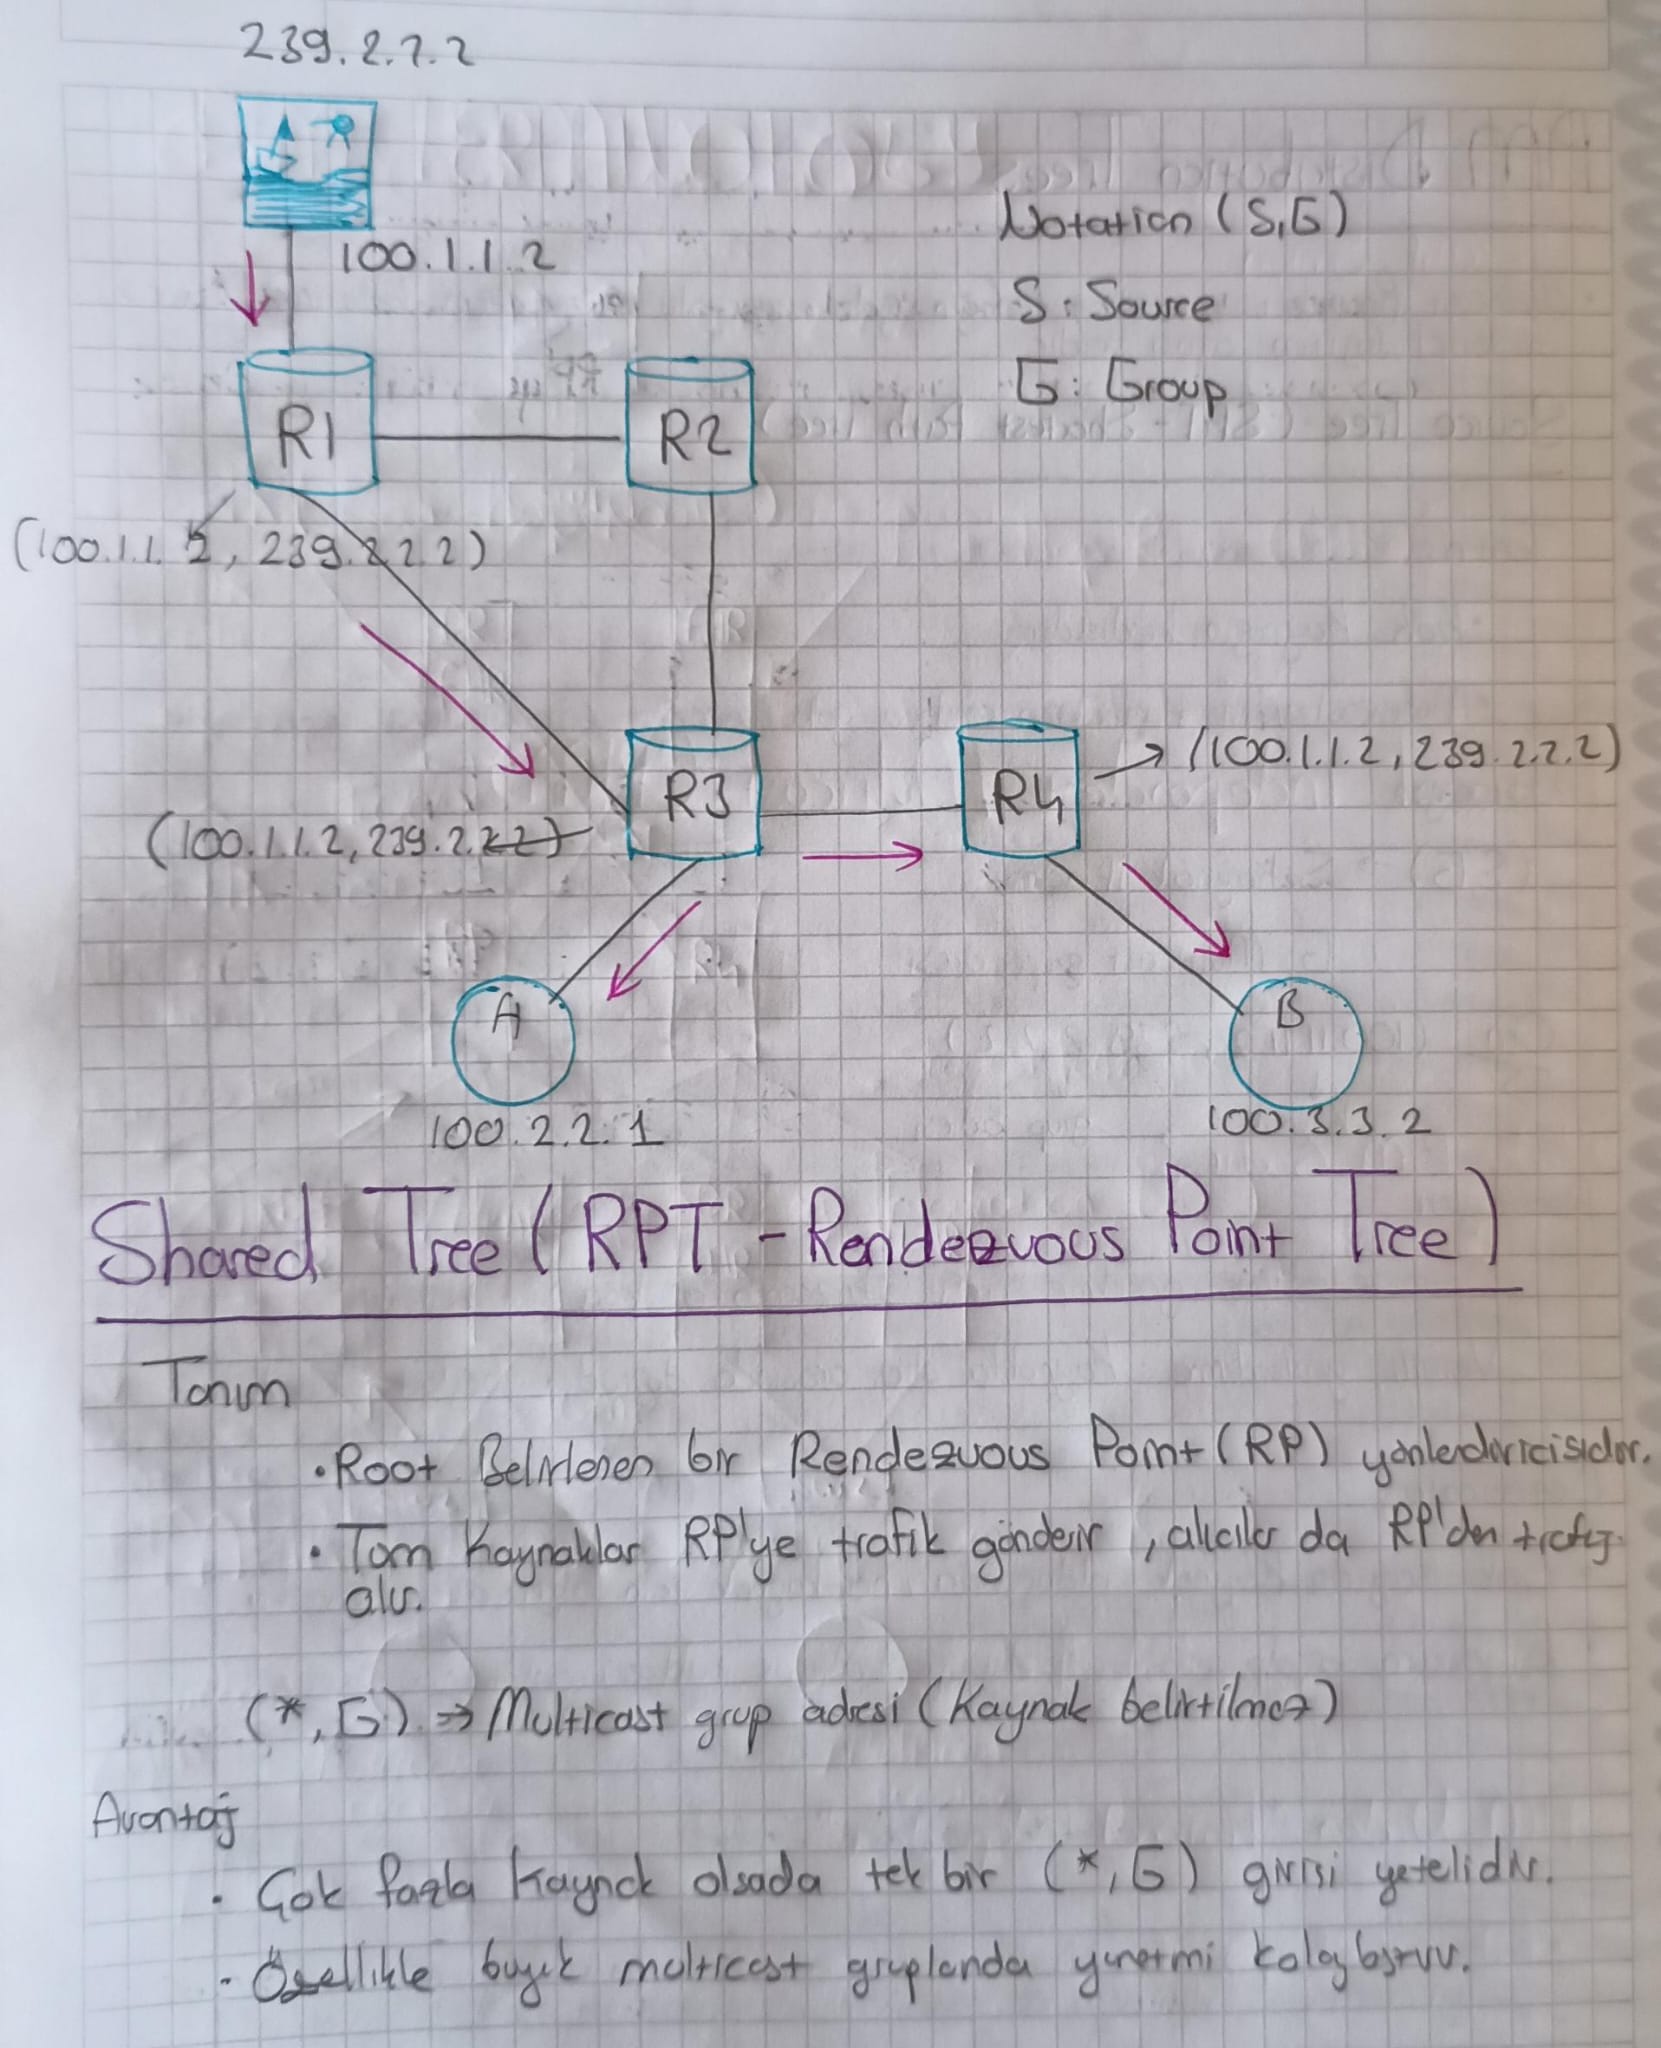 239.2.2.2
100.1.1.2
Notation (S,G)
S: Source
G: Group
R1
R2
(100.1.1.2, 239.2.2.2)
R3
R4
(100.1.1.2, 239.2.2.2)
(100.1.1.2, 239.2.2.2)
A
B
100.2.2.1
100.3.3.2
Shared Tree (RPT - Rendezvous Point Tree)
Tanım
• Root Belirlenen bir Rendezvous Point (RP) yönlendiricisidir.
• Tüm Kaynaklar RP'ye trafik gönderir, alıcılar da RP'den trafiği
alır.
(*, G) => Multicast grup adresi (Kaynak belirtilmez)
Avantaj
• Çok fazla Kaynak olsada tek bir (*, G) girişi yeterlidir.
• Özellikle büyük multicast gruplarında yönetimi kolaylaştırır.